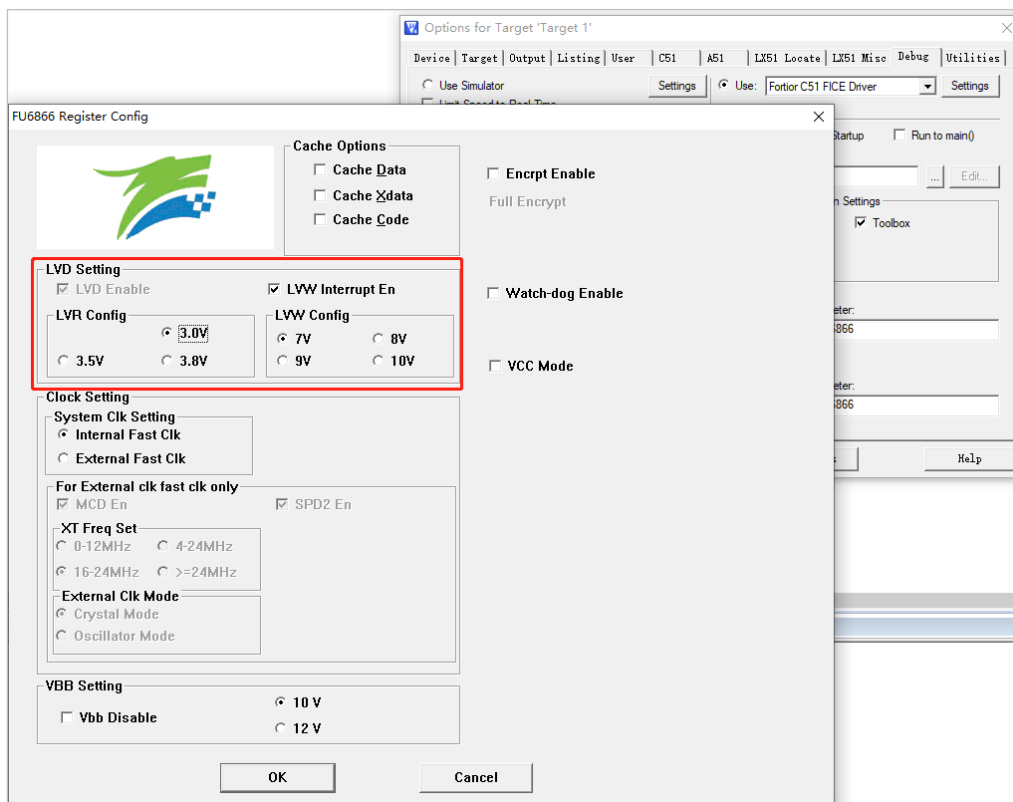 Options for Target 'Target 1'
Device Target Output Listing User C51 A51 LX51 Locate LX51 Misc Debug Utilities
Use Simulator Settings Use: Fortior C51 FICE Driver Settings
Startup Run to main()
... Edit...
n Settings
Toolbox
eter:
eter:
Help
FU6866 Register Config
Cache Options
Cache Data
Cache Xdata
Cache Code
Encrpt Enable
Full Encrypt
LVD Setting
LVD Enable LVW Interrupt En
LVR Config
3.0V
3.5V 3.8V
LVW Config
7V 8V
9V 10V
Watch-dog Enable
VCC Mode
Clock Setting
System Clk Setting
Internal Fast Clk
External Fast Clk
For External clk fast clk only
MCD En SPD2 En
XT Freq Set
0-12MHz 4-24MHz
16-24MHz >=24MHz
External Clk Mode
Crystal Mode
Oscillator Mode
VBB Setting
Vbb Disable
10 V
12 V
OK Cancel